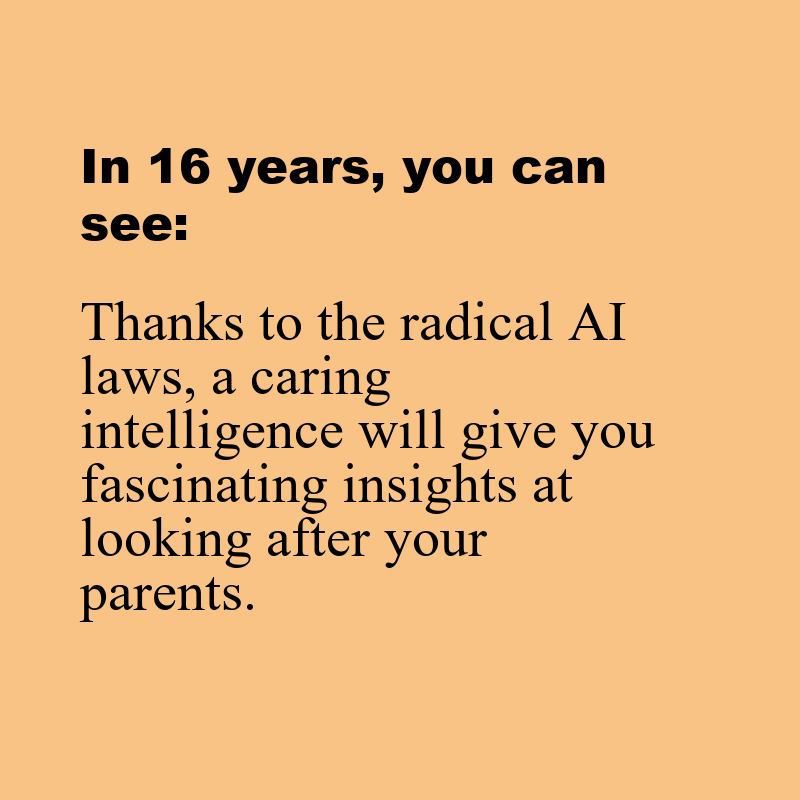 In 16 years, you can
see:
Thanks to the radical AI
laws, a caring
intelligence will give you
fascinating insights at
looking after your
parents.